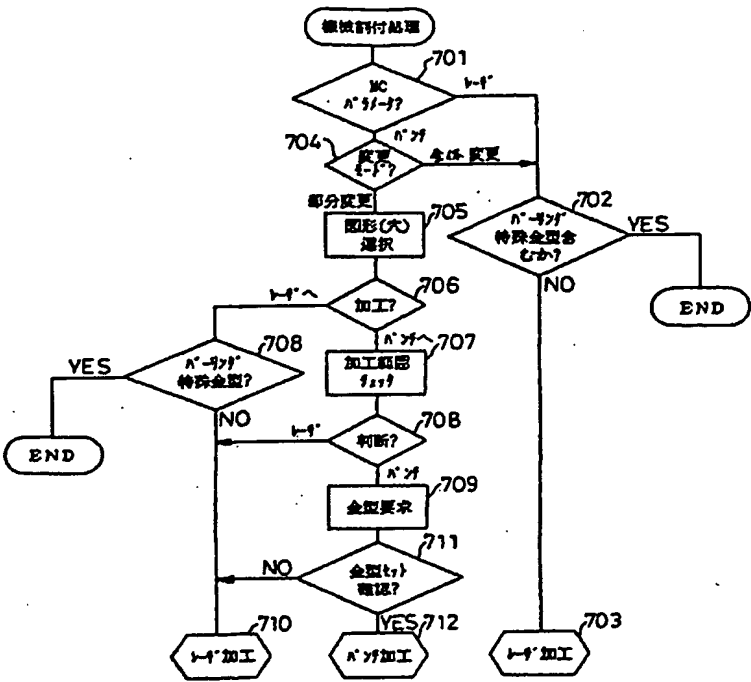 機械割付処理
701
MC
パラメータ?
レーザ
パンチ
704
変更
モード?
全体変更
部分変更
705
図形(穴)
選択
702
バーリング
特殊金型含
むか?
YES
END
NO
706
加工?
レーザへ
パンチへ
707
加工範囲
チェック
708
バーリング
特殊金型?
YES
END
NO
708
判断?
レーザ
パンチ
709
金型要求
711
金型セット
確認?
NO
YES
710
レーザ加工
712
パンチ加工
703
レーザ加工